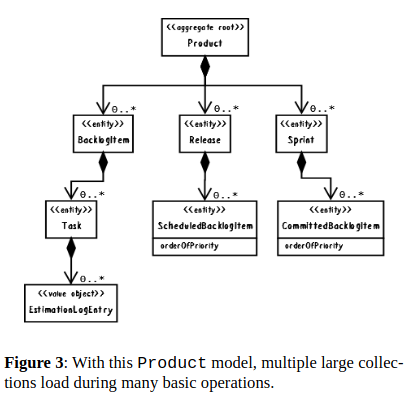 <<aggregate root>>
Product
0..* 0..* 0..*
<<entity>> <<entity>> <<entity>>
BacklogItem Release Sprint
0..* 0..* 0..*
<<entity>> <<entity>> <<entity>>
Task ScheduledBacklogItem CommittedBacklogItem
orderOfPriority orderOfPriority
0..*
<<value object>>
EstimationLogEntry
Figure 3: With this Product model, multiple large collec-
tions load during many basic operations.